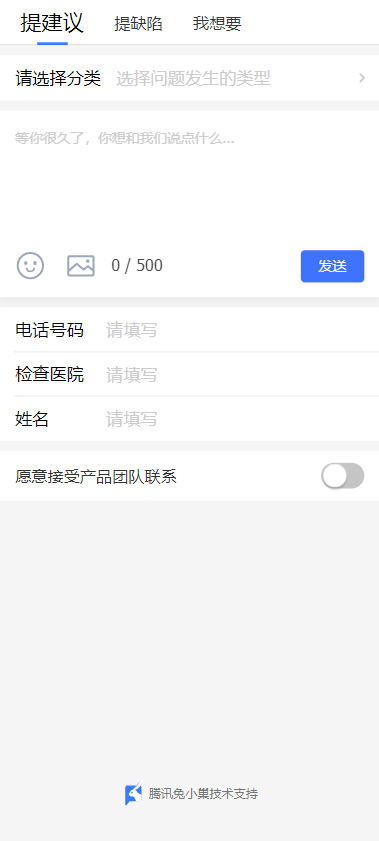 提建议 提缺陷 我想要
请选择分类 选择问题发生的类型
等你很久了，你想和我们说点什么...
0 / 500 发送
电话号码 请填写
检查医院 请填写
姓名 请填写
愿意接受产品团队联系
腾讯兔小巢技术支持